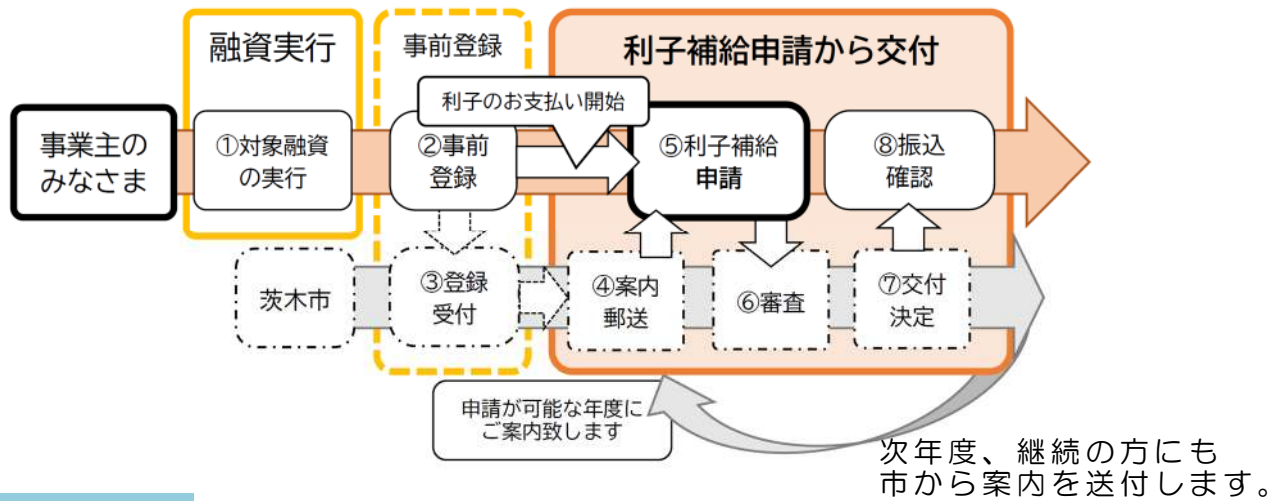 融資実行
事前登録
利子補給申請から交付
利子のお支払い開始
事業主の
みなさま
①対象融資
の実行
②事前
登録
⑤利子補給
申請
⑧振込
確認
茨木市
③登録
受付
④案内
郵送
⑥審査
⑦交付
決定
申請が可能な年度に
ご案内致します
次年度、継続の方にも
市から案内を送付します。